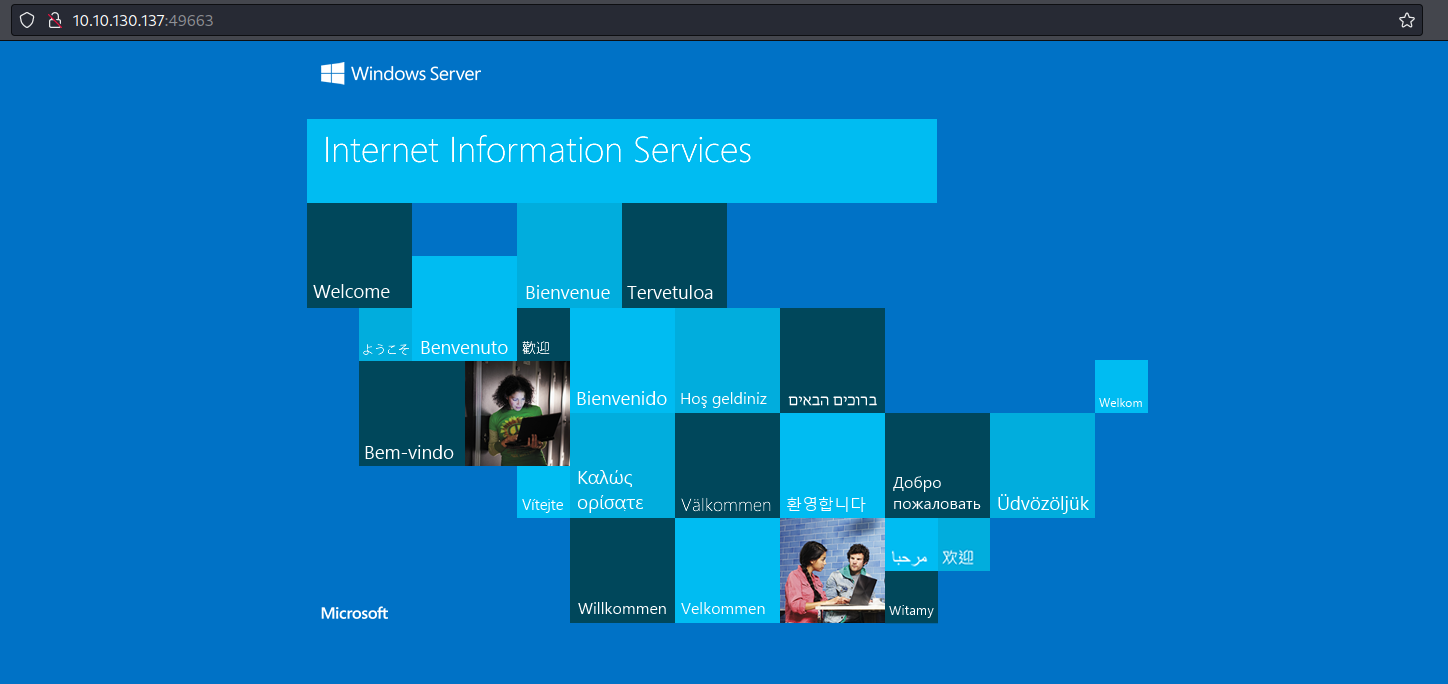 10.10.130.137:49663
Windows Server
Internet Information Services
Welcome
Bienvenue
Tervetuloa
ようこそ
Benvenuto
歡迎
Bienvenido
Hoş geldiniz
ברוכים הבאים
Welkom
Bem-vindo
Vítejte
Καλώς
ορίσατε
Välkommen
환영합니다
Добро
пожаловать
Üdvözöljük
مرحبا
欢迎
Microsoft
Willkommen
Velkommen
Witamy